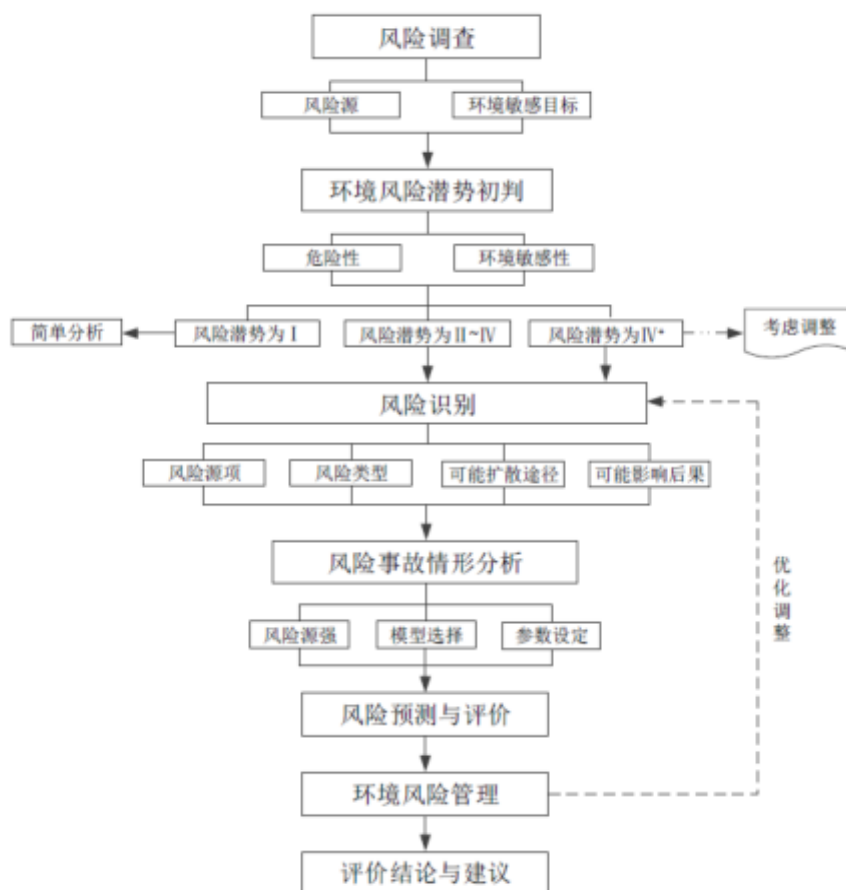 风险调查
风险源
环境敏感目标
环境风险潜势初判
危险性
环境敏感性
简单分析
风险潜势为Ⅰ
风险潜势为Ⅱ~Ⅳ
风险潜势为Ⅳ+
考虑调整
风险识别
风险源项
风险类型
可能扩散途径
可能影响后果
风险事故情形分析
优化调整
风险源强
模型选择
参数设定
风险预测与评价
环境风险管理
评价结论与建议